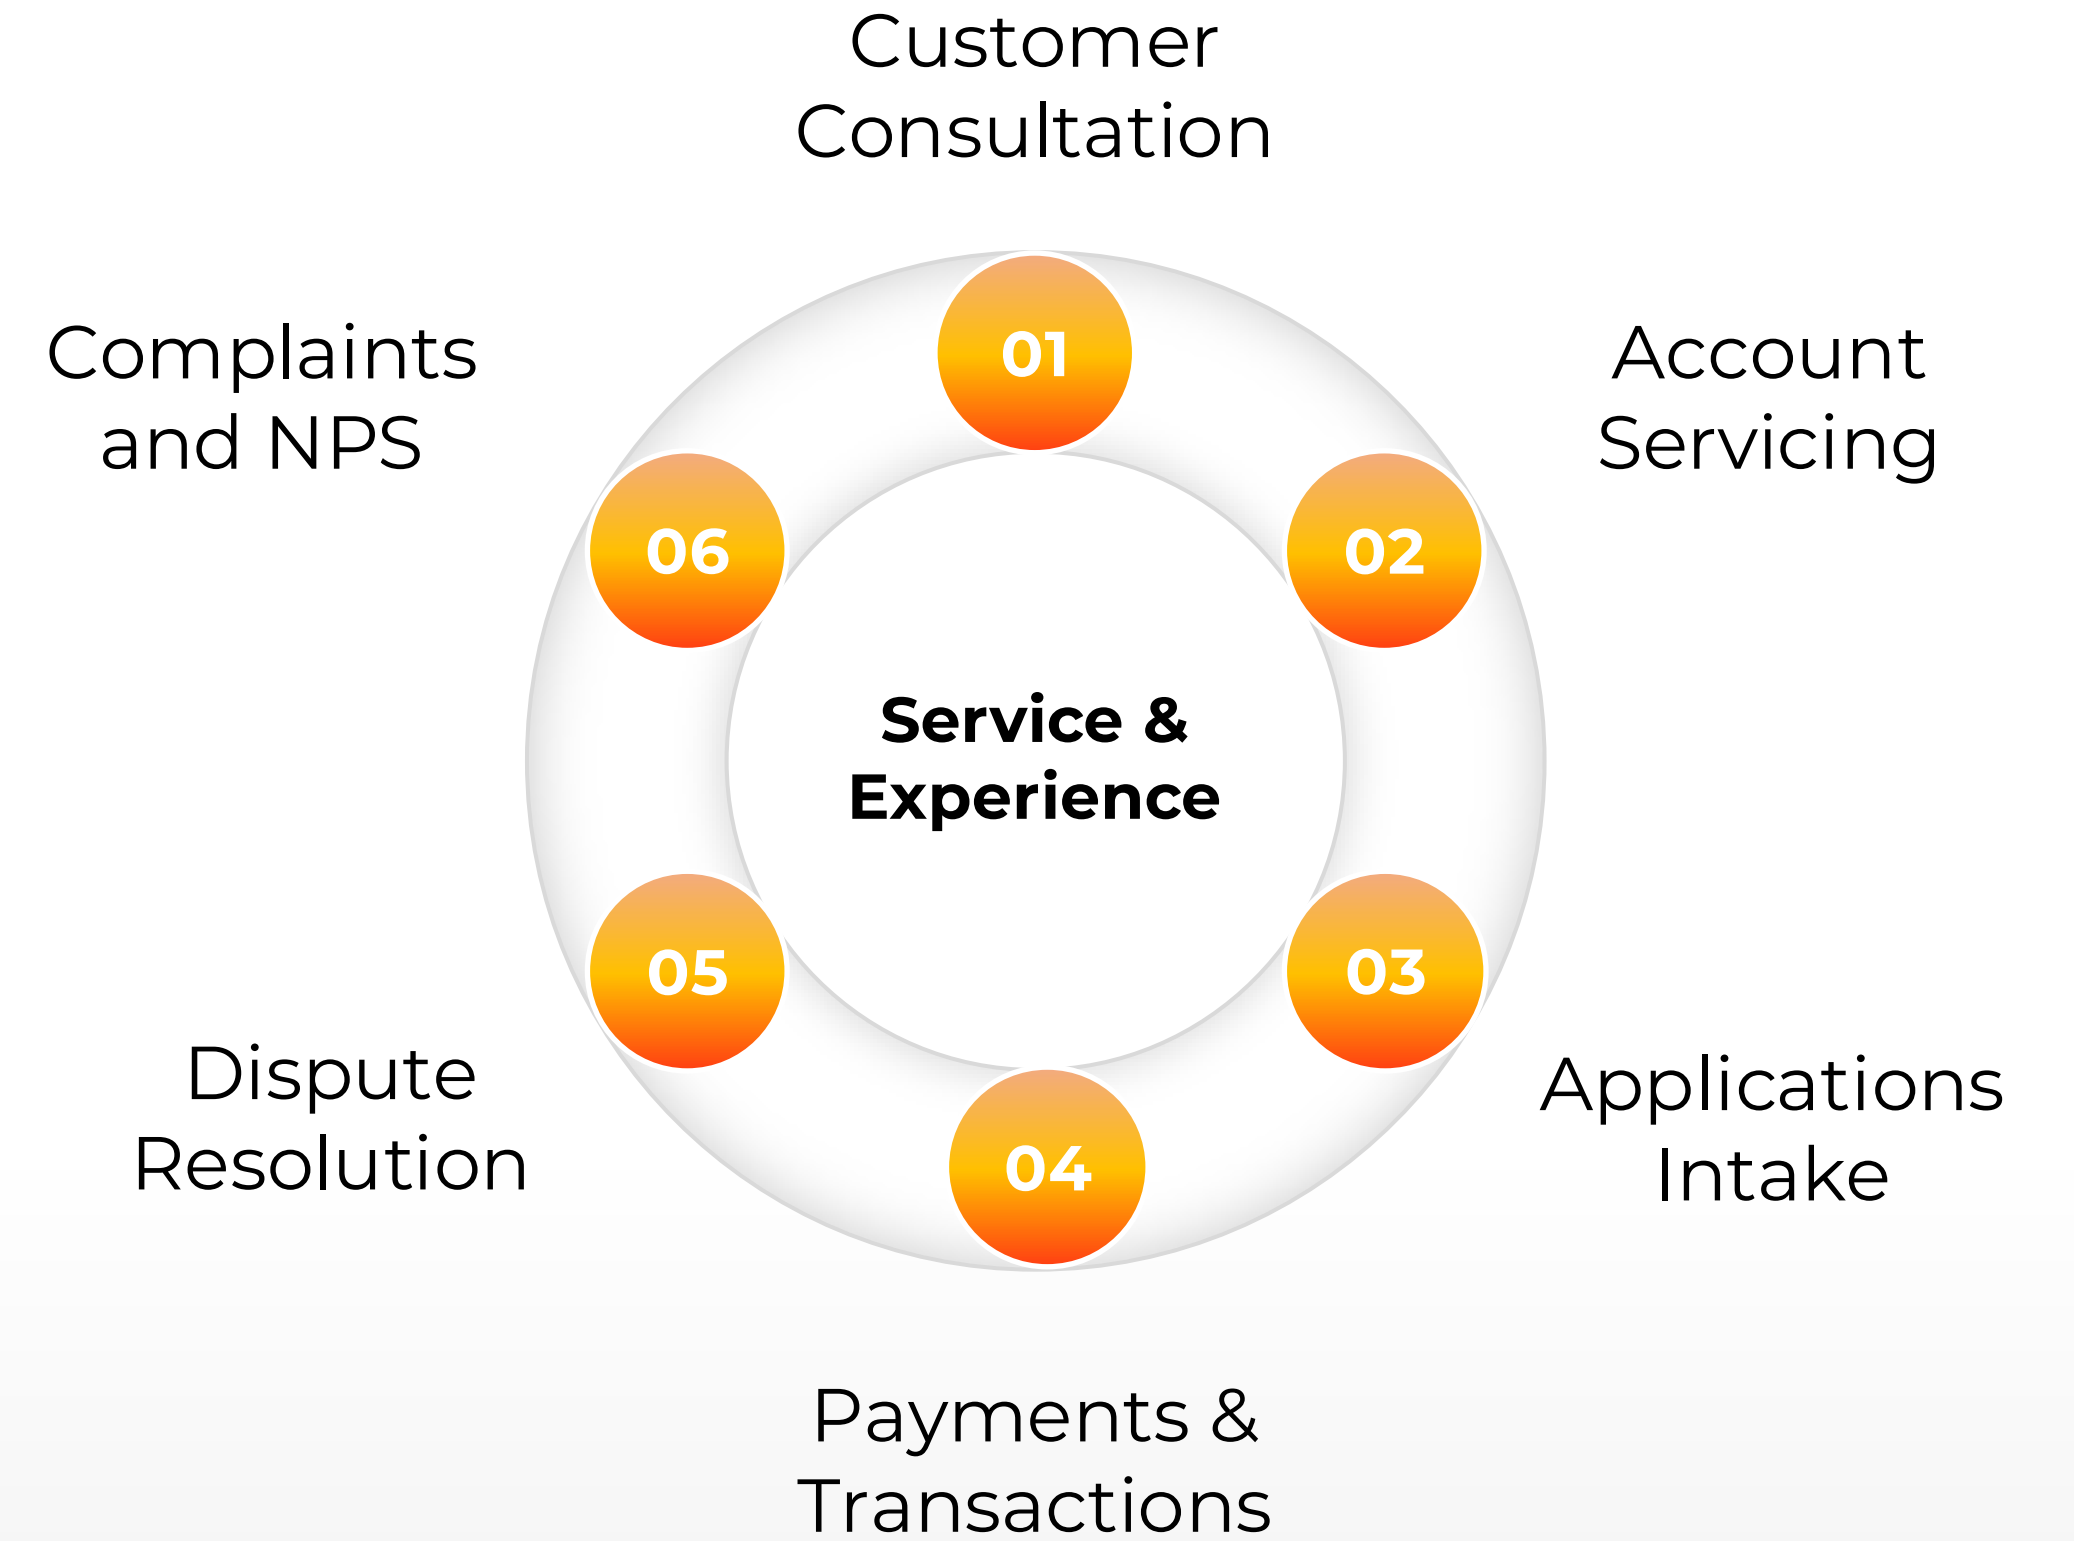 Customer
Consultation
01
Account
Servicing
02
Applications
Intake
03
Payments &
Transactions
04
Dispute
Resolution
05
Complaints
and NPS
06
Service &
Experience